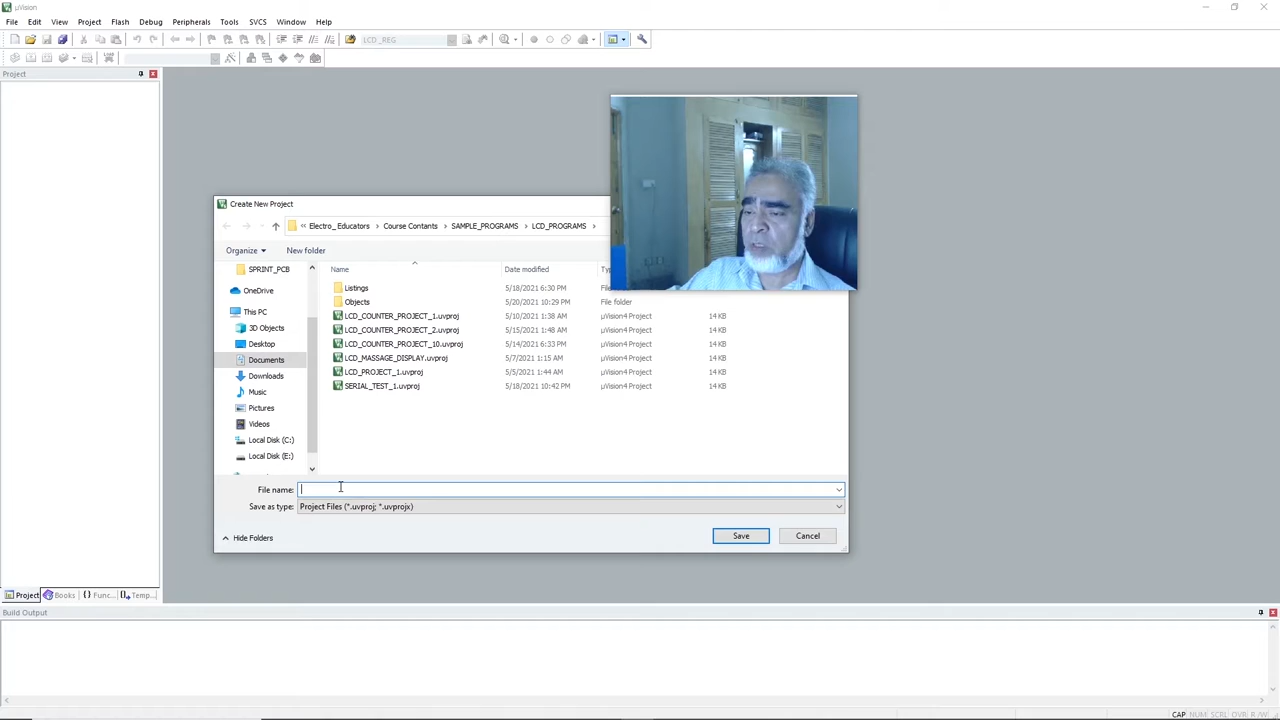 µVision
File Edit View Project Flash Debug Peripherals Tools SVCS Window Help
LCD_REG
LOAD
Project
Create New Project
‹‹ Electro_Educators › Course Contants › SAMPLE_PROGRAMS › LCD_PROGRAMS ›
Organize New folder
Name Date modified
SPRINT_PCB
OneDrive
This PC
3D Objects
Desktop
Documents
Downloads
Music
Pictures
Videos
Local Disk (C:)
Local Disk (E:)
Listings 5/18/2021 6:30 PM
Objects 5/20/2021 10:29 PM File folder
LCD_COUNTER_PROJECT_1.uvproj 5/10/2021 1:38 AM µVision4 Project 14 KB
LCD_COUNTER_PROJECT_2.uvproj 5/15/2021 1:48 AM µVision4 Project 14 KB
LCD_COUNTER_PROJECT_10.uvproj 5/14/2021 6:33 PM µVision4 Project 14 KB
LCD_MASSAGE_DISPLAY.uvproj 5/7/2021 1:15 AM µVision4 Project 14 KB
LCD_PROJECT_1.uvproj 5/5/2021 1:44 AM µVision4 Project 14 KB
SERIAL_TEST_1.uvproj 5/18/2021 10:42 PM µVision4 Project 14 KB
File name:
Save as type: Project Files (*.uvproj; *.uvprojx)
Hide Folders Save Cancel
Project Books {} Func... Temp...
Build Output
CAP NUM SCRL OVR R/W